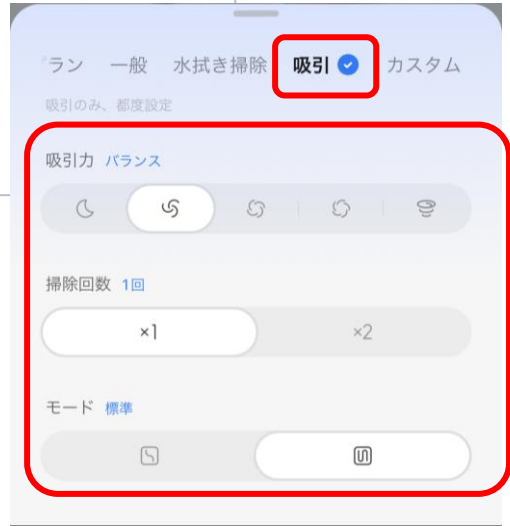 ラン 一般 水拭き掃除 吸引 カスタム
吸引のみ、都度設定
吸引力 バランス
掃除回数 1回
×1 ×2
モード 標準